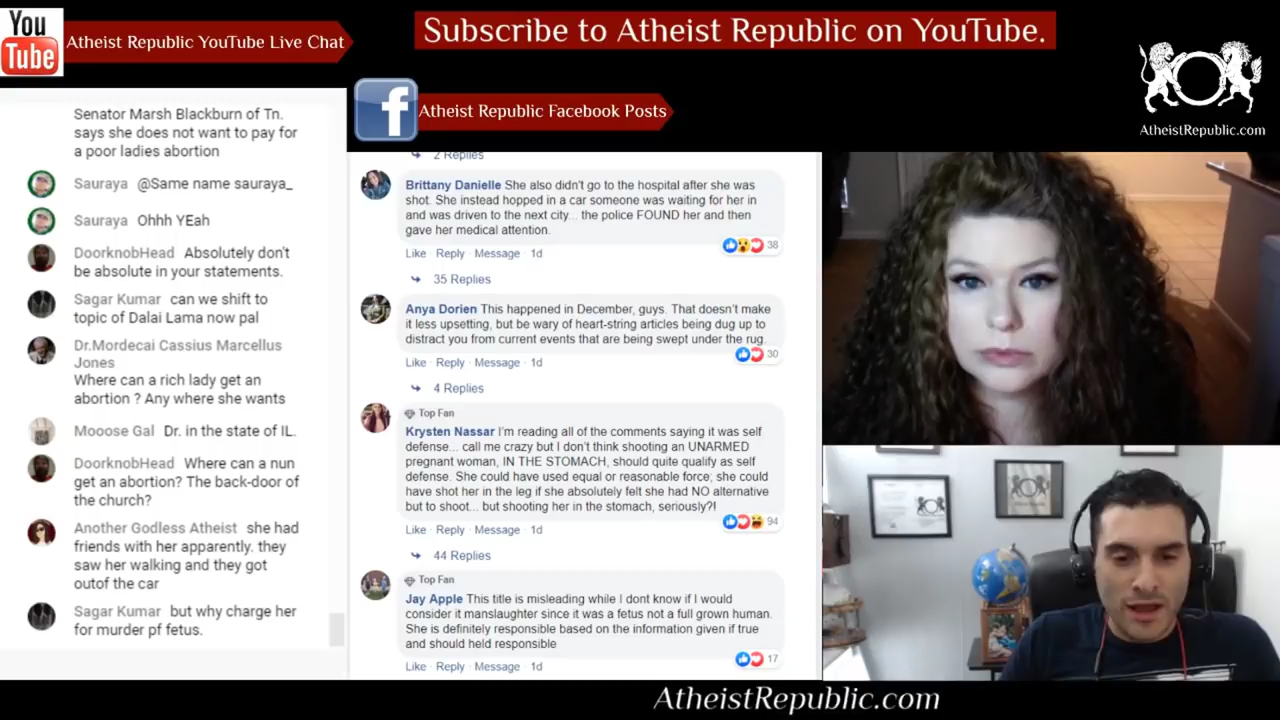 You
Tube
Atheist Republic YouTube Live Chat
Subscribe to Atheist Republic on YouTube.
AtheistRepublic.com
f
Atheist Republic Facebook Posts
Senator Marsh Blackburn of Tn.
says she does not want to pay for
a poor ladies abortion
Sauraya @Same name sauraya_
Sauraya Ohhh YEah
DoorknobHead Absolutely don't
be absolute in your statements.
Sagar Kumar can we shift to
topic of Dalai Lama now pal
Dr.Mordecai Cassius Marcellus
Jones
Where can a rich lady get an
abortion ? Any where she wants
Mooose Gal Dr. in the state of IL.
DoorknobHead Where can a nun
get an abortion? The back-door of
the church?
Another Godless Atheist she had
friends with her apparently. they
saw her walking and they got
outof the car
Sagar Kumar but why charge her
for murder pf fetus.
2 Replies
Brittany Danielle She also didn't go to the hospital after she was
shot. She instead hopped in a car someone was waiting for her in
and was driven to the next city... the police FOUND her and then
gave her medical attention.
38
Like · Reply · Message · 1d
35 Replies
Anya Dorien This happened in December, guys. That doesn't make
it less upsetting, but be wary of heart-string articles being dug up to
distract you from current events that are being swept under the rug.
30
Like · Reply · Message · 1d
4 Replies
Top Fan
Krysten Nassar I'm reading all of the comments saying it was self
defense... call me crazy but I don't think shooting an UNARMED
pregnant woman, IN THE STOMACH, should quite qualify as self
defense. She could have used equal or reasonable force; she could
have shot her in the leg if she absolutely felt she had NO alternative
but to shoot... but shooting her in the stomach, seriously?!
94
Like · Reply · Message · 1d
44 Replies
Top Fan
Jay Apple This title is misleading while I dont know if I would
consider it manslaughter since it was a fetus not a full grown human.
She is definitely responsible based on the information given if true
and should held responsible
17
Like · Reply · Message · 1d
AtheistRepublic.com